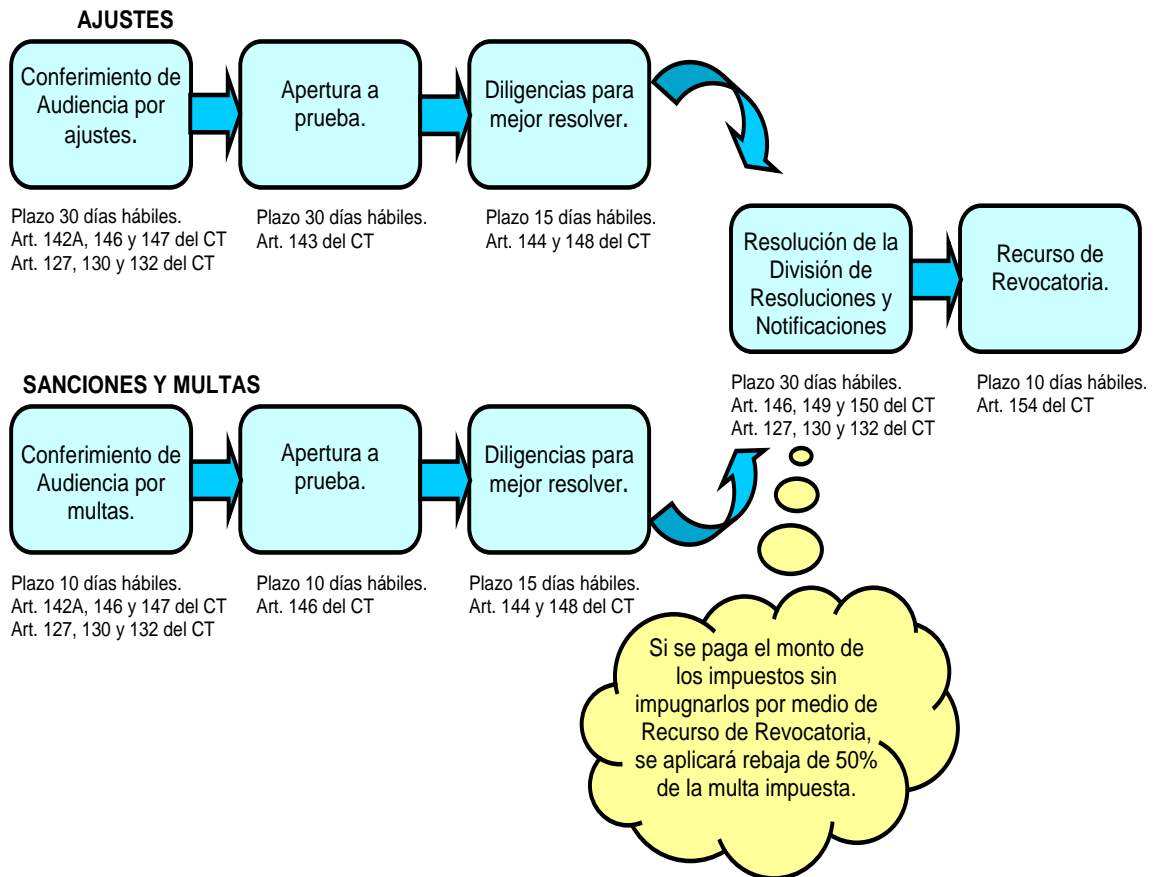 AJUSTES
Conferimiento de
Audiencia por
ajustes.
Apertura a
prueba.
Diligencias para
mejor resolver.
Plazo 30 días hábiles.
Art. 142A, 146 y 147 del CT
Art. 127, 130 y 132 del CT
Plazo 30 días hábiles.
Art. 143 del CT
Plazo 15 días hábiles.
Art. 144 y 148 del CT
Resolución de la
División de
Resoluciones y
Notificaciones
Recurso de
Revocatoria.
Plazo 30 días hábiles.
Art. 146, 149 y 150 del CT
Art. 127, 130 y 132 del CT
Plazo 10 días hábiles.
Art. 154 del CT
SANCIONES Y MULTAS
Conferimiento de
Audiencia por
multas.
Apertura a
prueba.
Diligencias para
mejor resolver.
Plazo 10 días hábiles.
Art. 142A, 146 y 147 del CT
Art. 127, 130 y 132 del CT
Plazo 10 días hábiles.
Art. 146 del CT
Plazo 15 días hábiles.
Art. 144 y 148 del CT
Si se paga el monto de
los impuestos sin
impugnarlos por medio de
Recurso de Revocatoria,
se aplicará rebaja de 50%
de la multa impuesta.